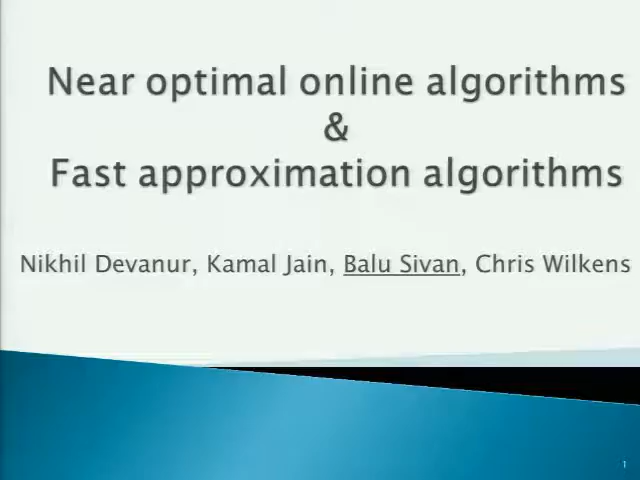 Near optimal online algorithms
&
Fast approximation algorithms
Nikhil Devanur, Kamal Jain, Balu Sivan, Chris Wilkens
1